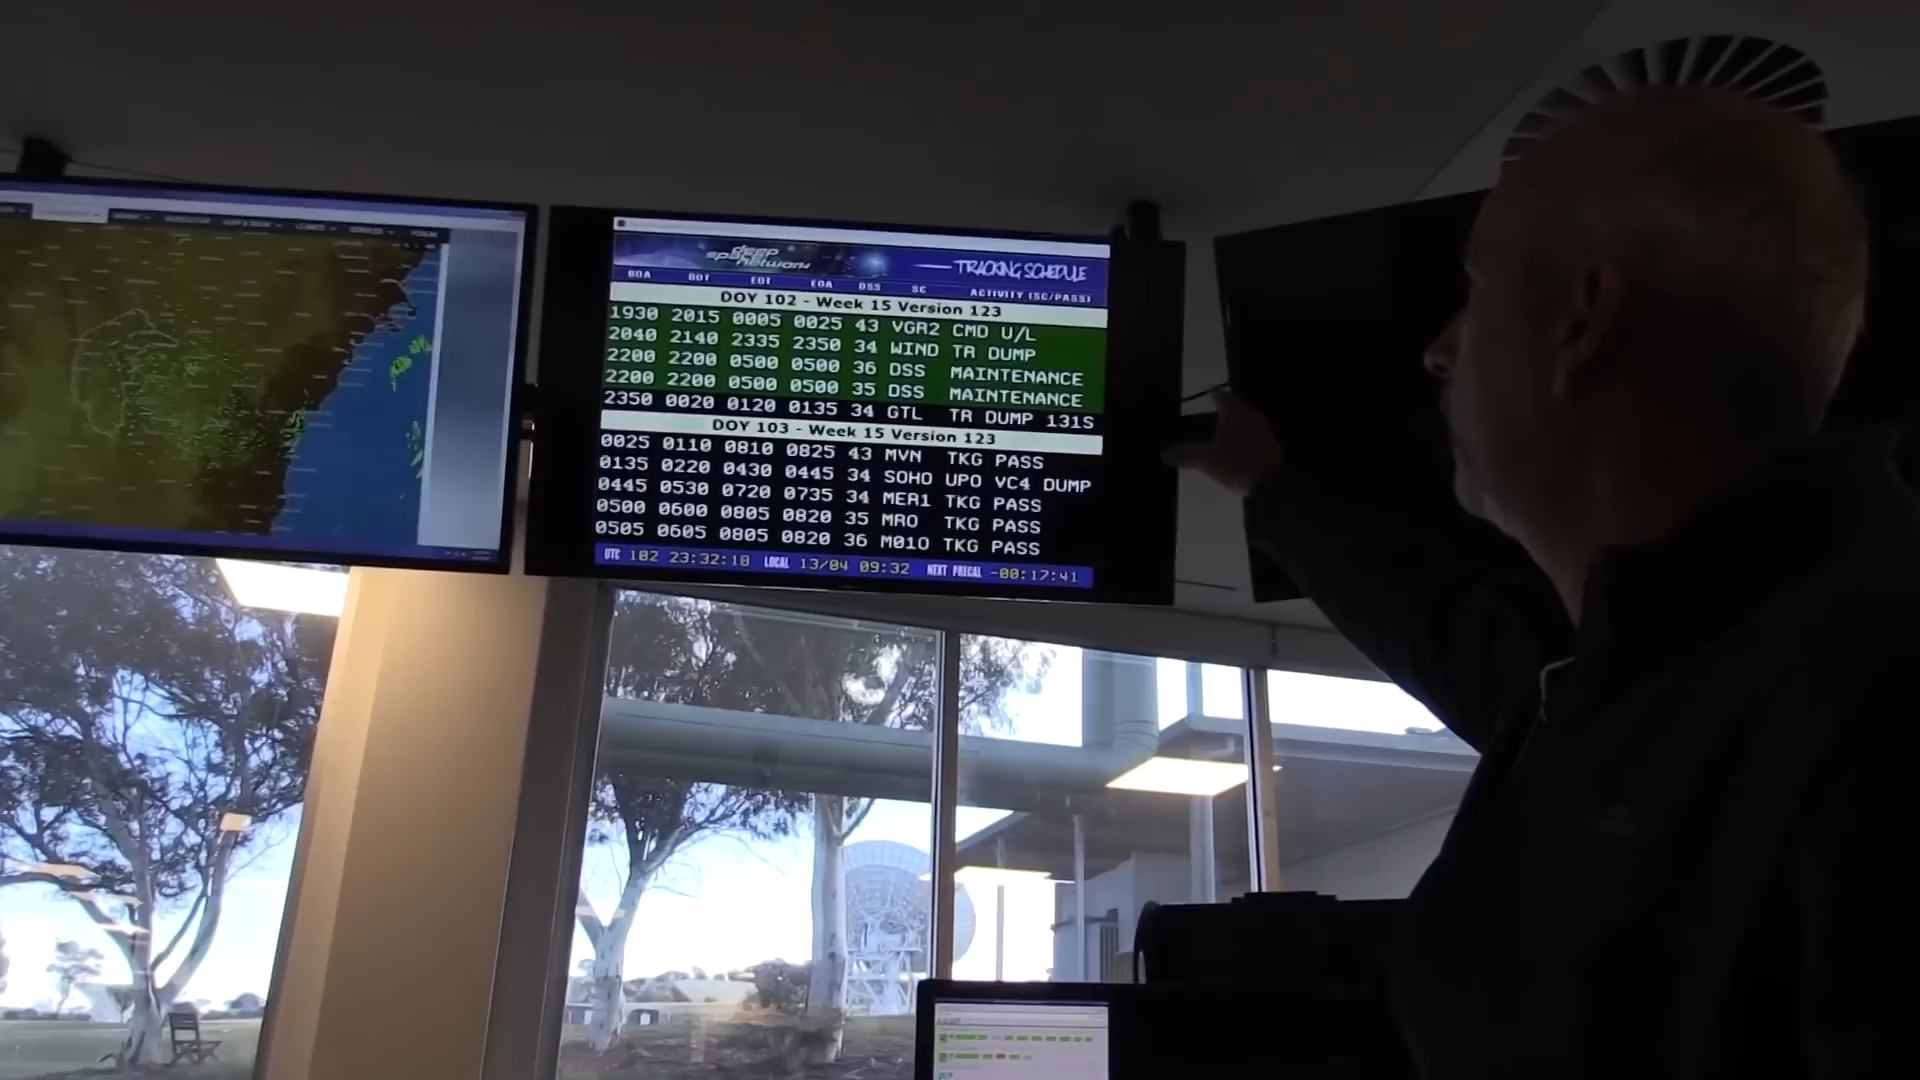 deep
space network
TRACKING SCHEDULE
BOA BOT EOT EOA DSS SC ACTIVITY (SC/PASS)
DOY 102 - Week 15 Version 123
1930 2015 0005 0025 43 VGR2 CMD U/L
2040 2140 2335 2350 34 WIND TR DUMP
2200 2200 0500 0500 36 DSS MAINTENANCE
2200 2200 0500 0500 35 DSS MAINTENANCE
2350 0020 0120 0135 34 GTL TR DUMP 131S
DOY 103 - Week 15 Version 123
0025 0110 0810 0825 43 MVN TKG PASS
0135 0220 0430 0445 34 SOHO UPO VC4 DUMP
0445 0530 0720 0735 34 MER1 TKG PASS
0500 0600 0805 0820 35 MRO TKG PASS
0505 0605 0805 0820 36 M01O TKG PASS
UTC 102 23:32:18 LOCAL 13/04 09:32 NEXT PRECAL -00:17:41